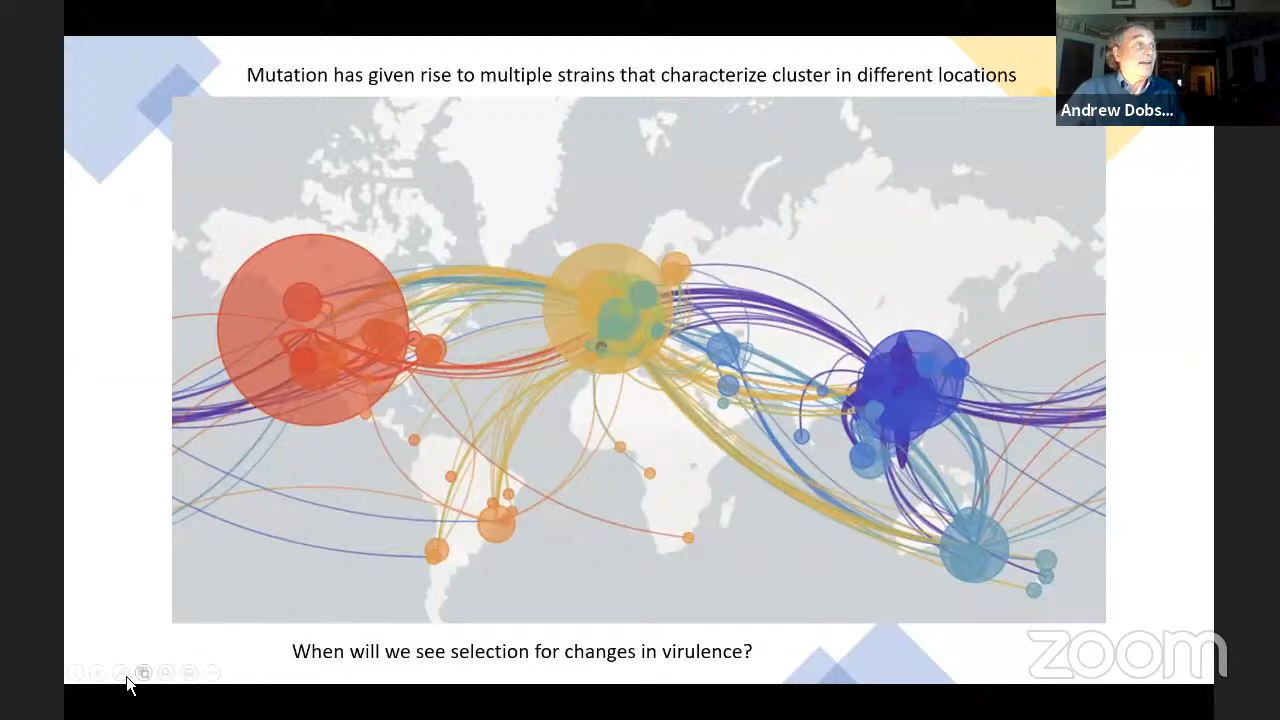 Mutation has given rise to multiple strains that characterize cluster in different locations
Andrew Dobs...
When will we see selection for changes in virulence?
zoom